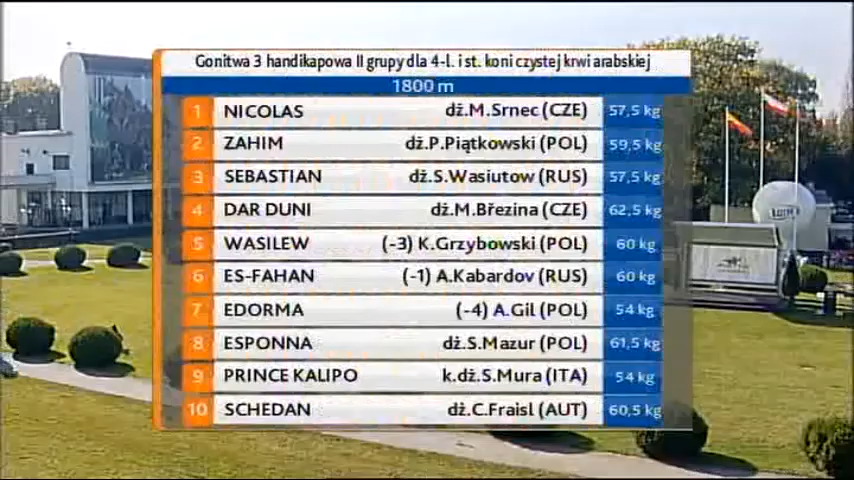 Gonitwa 3 handikapowa II grupy dla 4-l. i st. koni czystej krwi arabskiej
1800 m
1 NICOLAS dż.M.Srnec (CZE) 57,5 kg
2 ZAHIM dż.P.Piątkowski (POL) 59,5 kg
3 SEBASTIAN dż.S.Wasiutow (RUS) 57,5 kg
4 DAR DUNI dż.M.Březina (CZE) 62,5 kg
5 WASILEW (-3) K.Grzybowski (POL) 60 kg
6 ES-FAHAN (-1) A.Kabardov (RUS) 60 kg
7 EDORMA (-4) A.Gil (POL) 54 kg
8 ESPONNA dż.S.Mazur (POL) 61,5 kg
9 PRINCE KALIPO k.dż.S.Mura (ITA) 54 kg
10 SCHEDAN dż.C.Fraisl (AUT) 60,5 kg